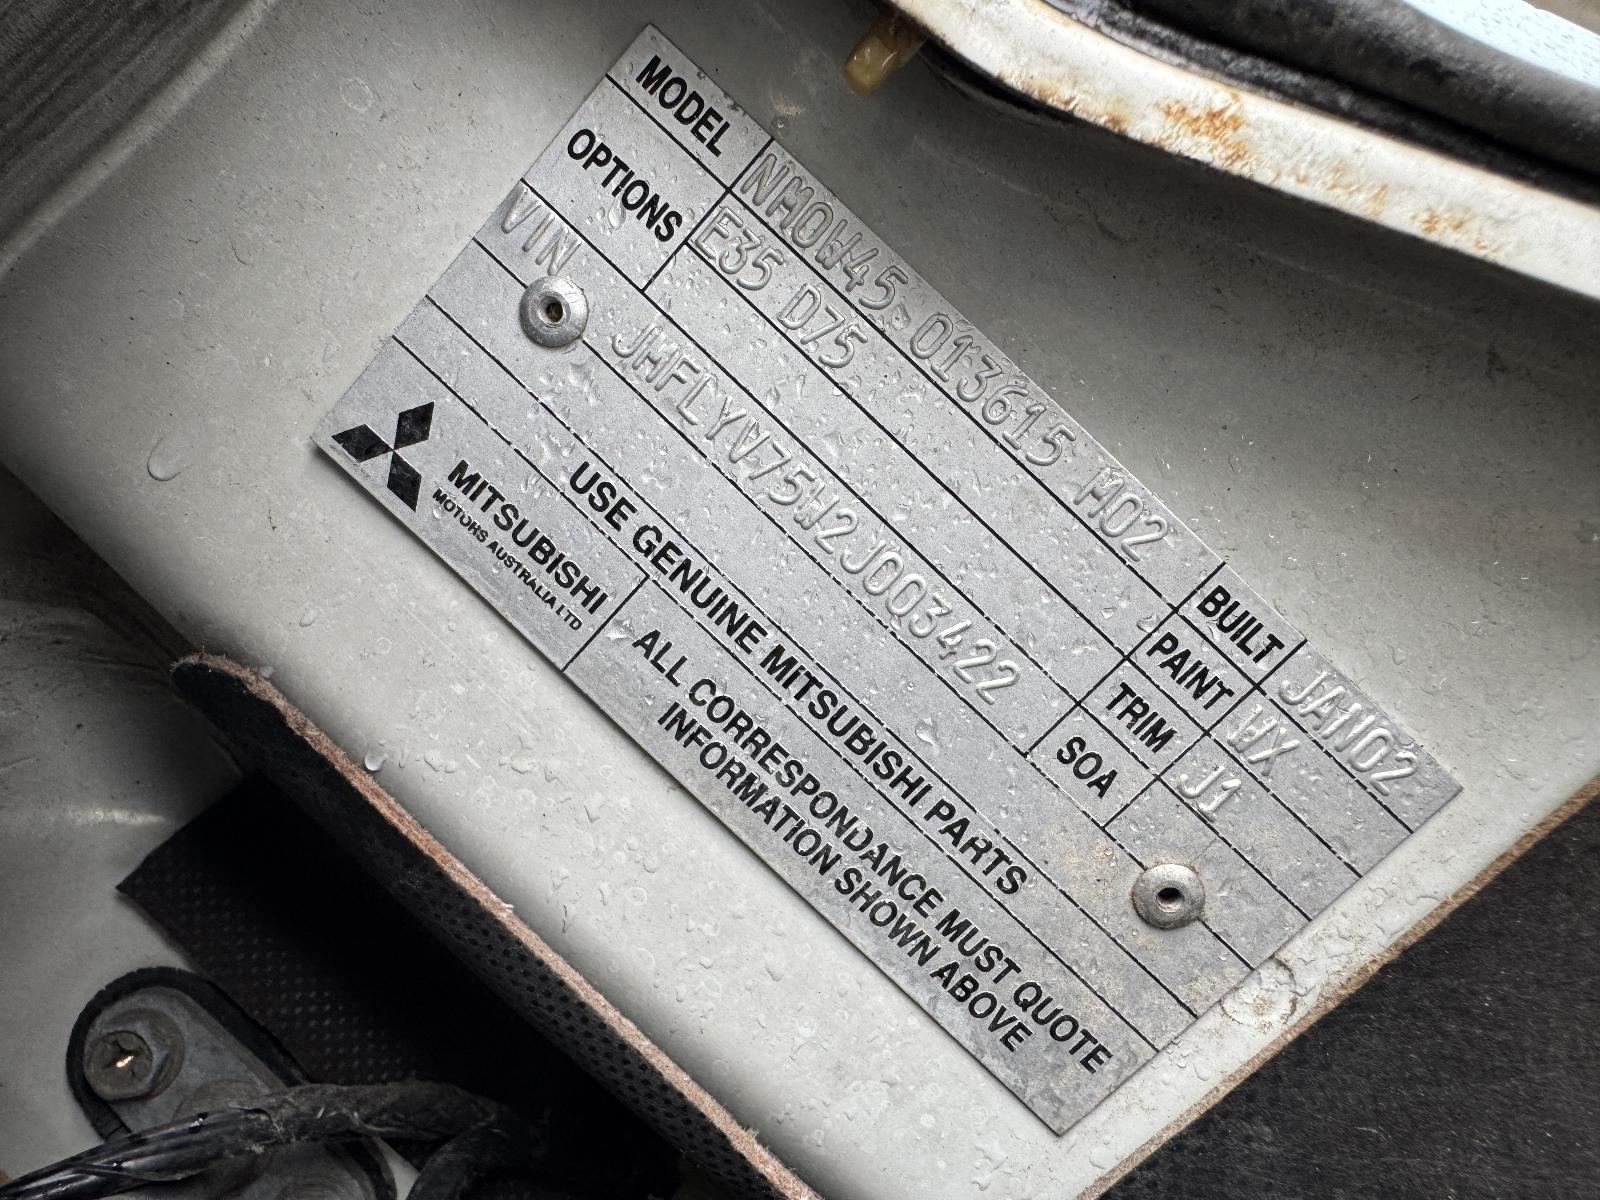 MODEL NM0W45 013615 M02 BUILT JAN02
OPTIONS E35 D75 PAINT WX
TRIM J1
VIN JMFLYV75W2J003422 SOA
USE GENUINE MITSUBISHI PARTS
MITSUBISHI
MOTORS AUSTRALIA LTD
ALL CORRESPONDANCE MUST QUOTE
INFORMATION SHOWN ABOVE